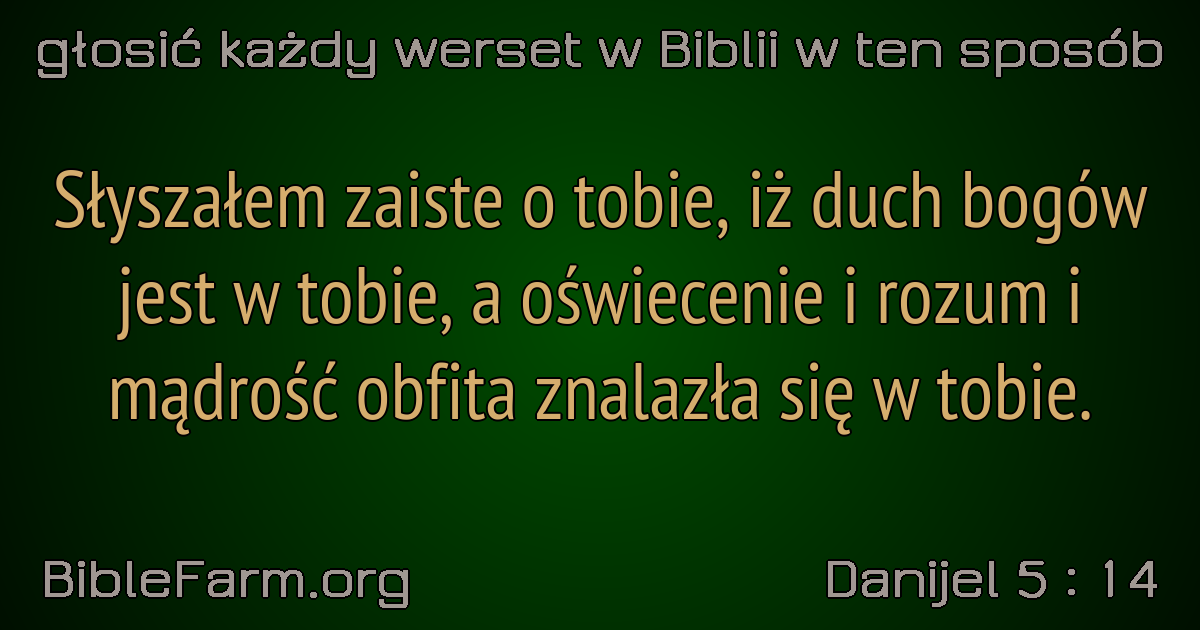 głosić każdy werset w Biblii w ten sposób
Słyszałem zaiste o tobie, iż duch bogów
jest w tobie, a oświecenie i rozum i
mądrość obfita znalazła się w tobie.
BibleFarm.org
Danijel 5 : 14